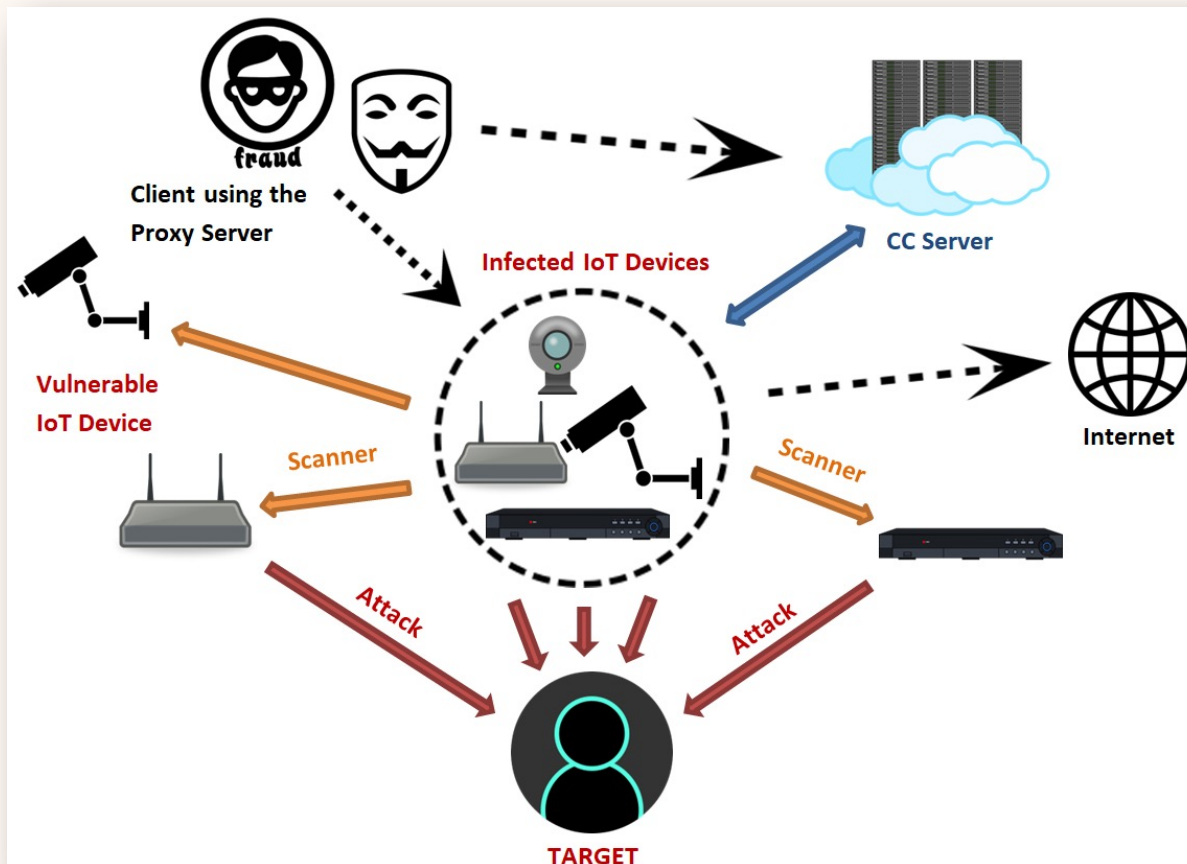 fraud
Client using the
Proxy Server
CC Server
Infected IoT Devices
Vulnerable
IoT Device
Internet
Scanner
Scanner
Attack
Attack
TARGET